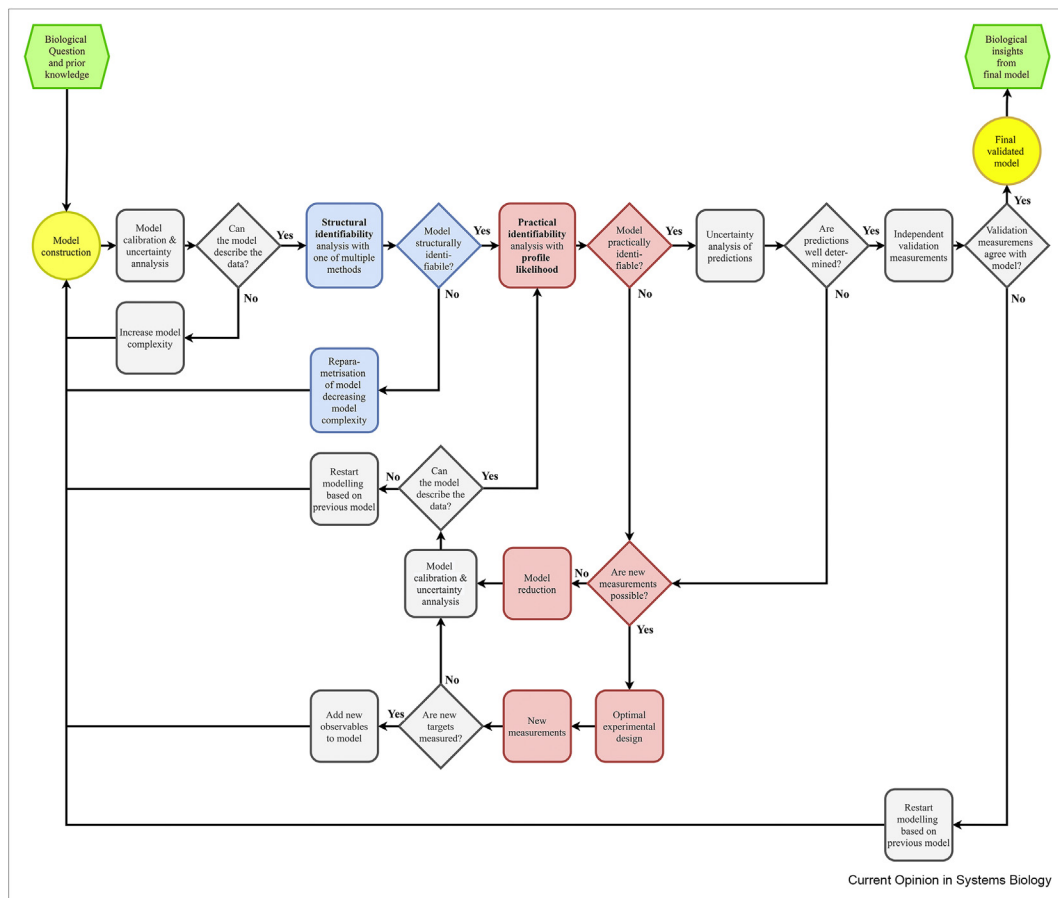 Biological
Question
and prior
knowledge
Biological
insights
from
final model
Final
validated
model
Model
construction
Model
calibration &
uncertainty
analysis
Can
the model
describe the
data?
Yes
No
Structural
identifiability
analysis with
one of multiple
methods
Model
structurally
identi-
fiabile?
Yes
No
Practical
identifiability
analysis with
profile
likelihood
Model
practically
identi-
fiable?
Yes
No
Uncertainty
analysis of
predictions
Are
predictions
well deter-
mined?
Yes
No
Independent
validation
measurements
Yes
Validation
measuremens
agree with
model?
No
Increase model
complexity
Repara-
metrisation
of model
decreasing
model
complexity
Restart
modelling
based on
previous model
No
Can
the model
describe the
data?
Yes
Model
calibration &
uncertainty
annalysis
Model
reduction
No
Are new
measurements
possible?
Yes
No
Add new
observables
to model
Yes
Are new
targets
measured?
New
measurements
Optimal
experimental
design
Restart
modelling
based on
previous model
Current Opinion in Systems Biology